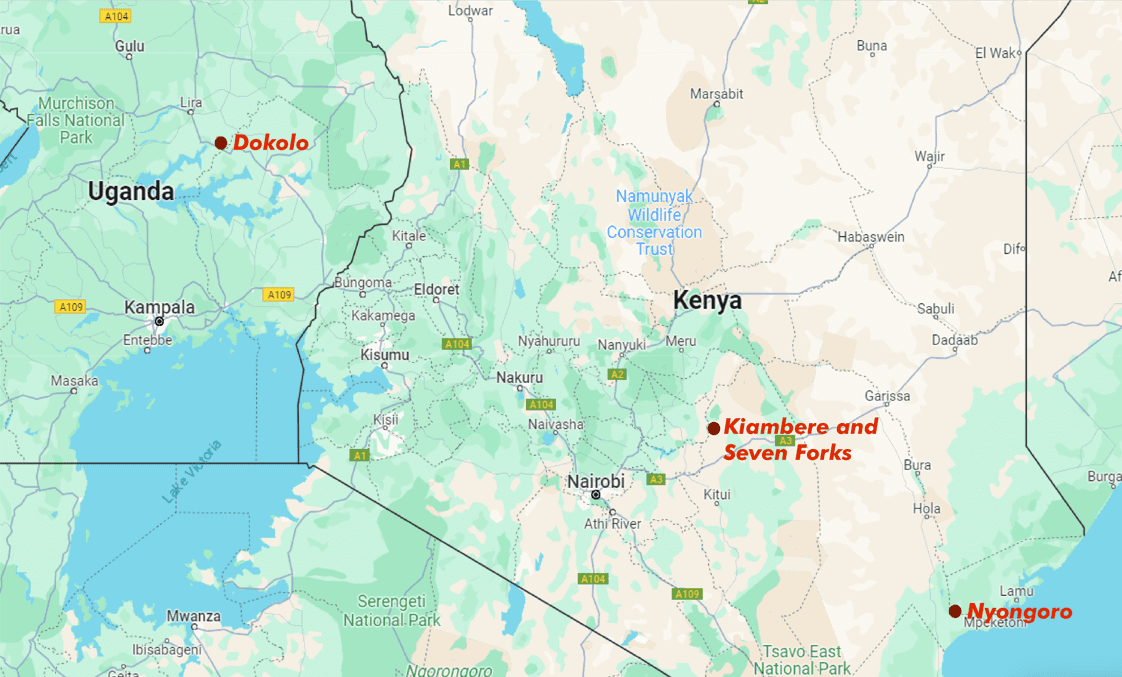 Lodwar
A104
Gulu
Buna
El Wak
Marsabit
Murchison
Falls National
Park
Lira
Dokolo
A1
Wajir
Uganda
Namunyak
Wildlife
Conservation
Trust
Kitale
Habaswein
Dif
Bungoma
Eldoret
A109
A109
Kampala
Kenya
Kakamega
Sabuli
Entebbe
Kisumu
A104
Nyahururu
Nanyuki
Meru
Dadaab
Masaka
Nakuru
A2
Garissa
A104
Kisii
Naivasha
Kiambere and
Seven Forks
A3
A1
Lake Victoria
Bura
Burga
Nairobi
A3
Kitui
Hola
Athi River
A104
A109
Lamu
Serengeti
National Park
Nyongoro
Mpeketoni
Mwanza
Ibisabageni
Tsavo East
National Park
Geita
Ngorongoro